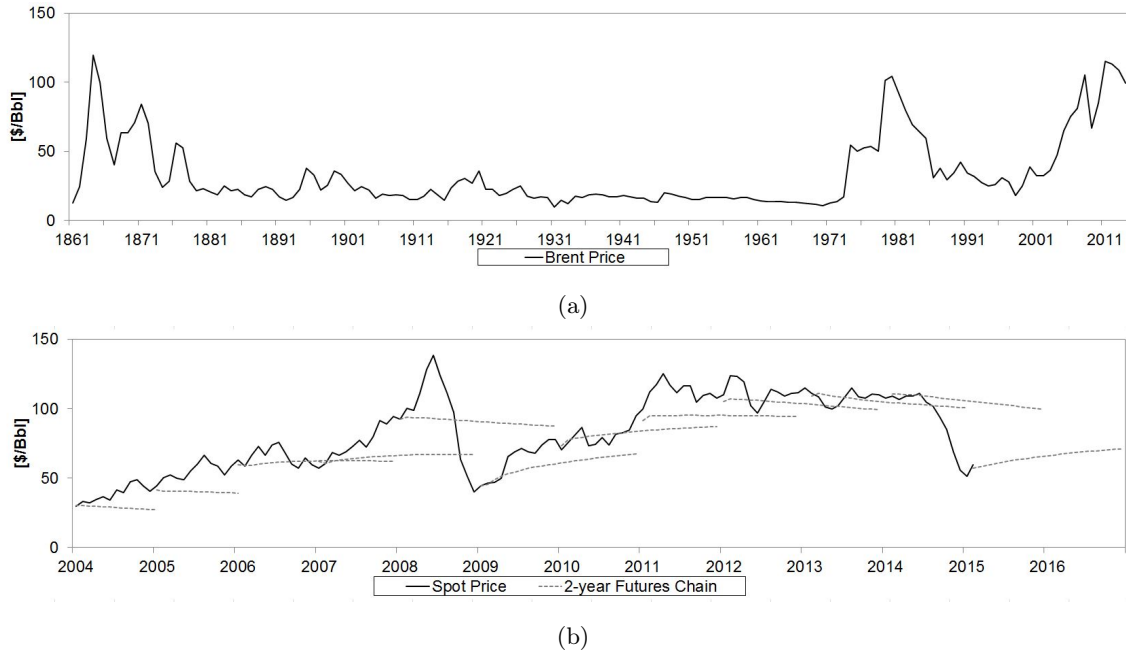 150
100
[$/Bbl]
50
0
1861 1871 1881 1891 1901 1911 1921 1931 1941 1951 1961 1971 1981 1991 2001 2011
Brent Price
(a)
150
100
[$/Bbl]
50
0
2004 2005 2006 2007 2008 2009 2010 2011 2012 2013 2014 2015 2016
Spot Price 2-year Futures Chain
(b)